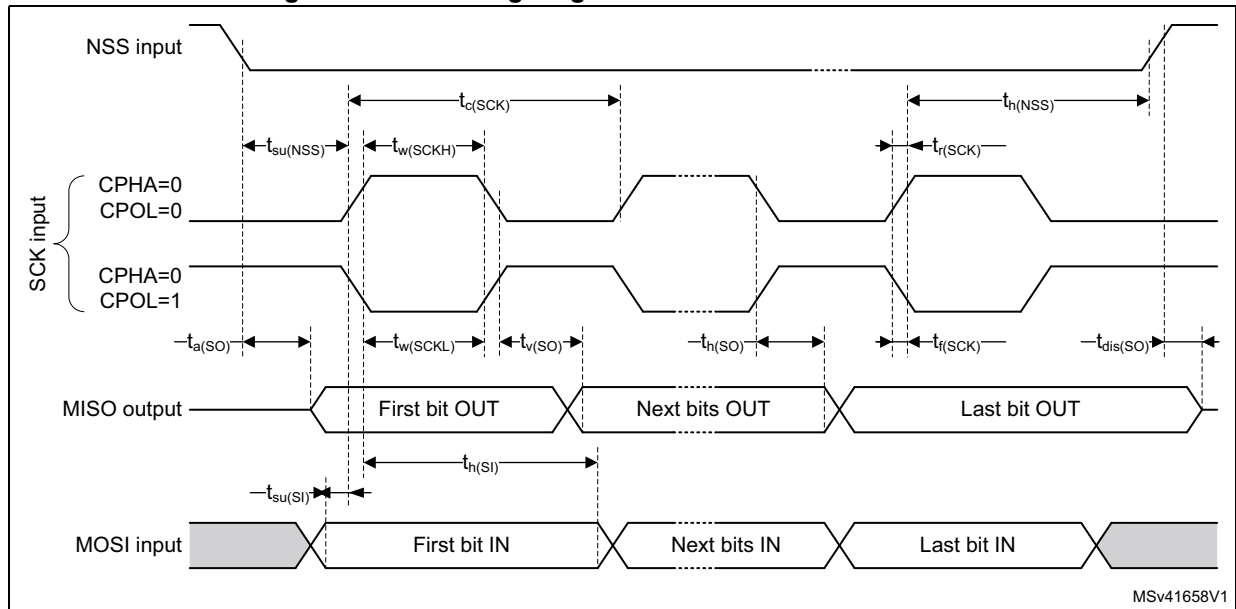 NSS input
tc(SCK)
th(NSS)
tsu(NSS)
tw(SCKH)
tr(SCK)
SCK input
CPHA=0
CPOL=0
CPHA=0
CPOL=1
ta(SO)
tw(SCKL)
tv(SO)
th(SO)
tf(SCK)
tdis(SO)
MISO output
First bit OUT
Next bits OUT
Last bit OUT
th(SI)
tsu(SI)
MOSI input
First bit IN
Next bits IN
Last bit IN
MSv41658V1